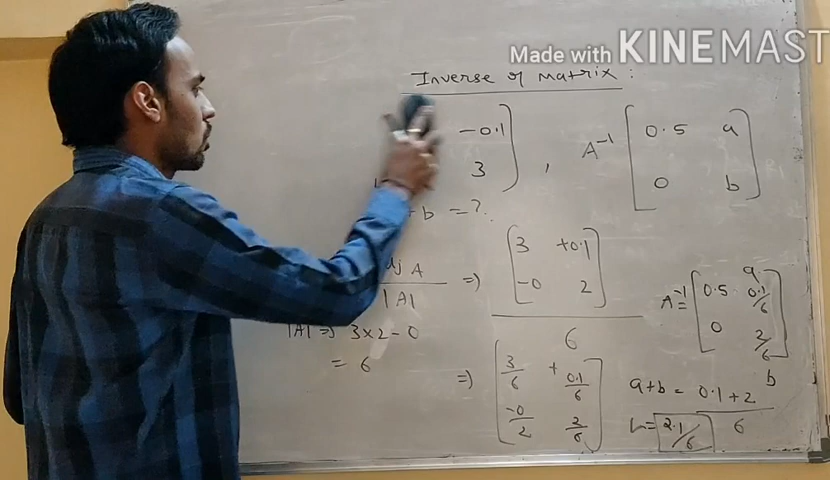 Made with KINEMAST
Inverse of matrix :
-0.1
3
, A⁻¹ [ 0.5 a
0 b ]
+ b = ?
A
|A|
=> [ 3 +0.1
-0 2 ]
6
|A| => 3×2-0
= 6
=> [ 3/6 + 0.1/6
-0/2 2/6 ]
A⁻¹ = [ 0.5 0.1/6 a
0 2/6 ] b
a+b = 0.1+2
6
2.1/6